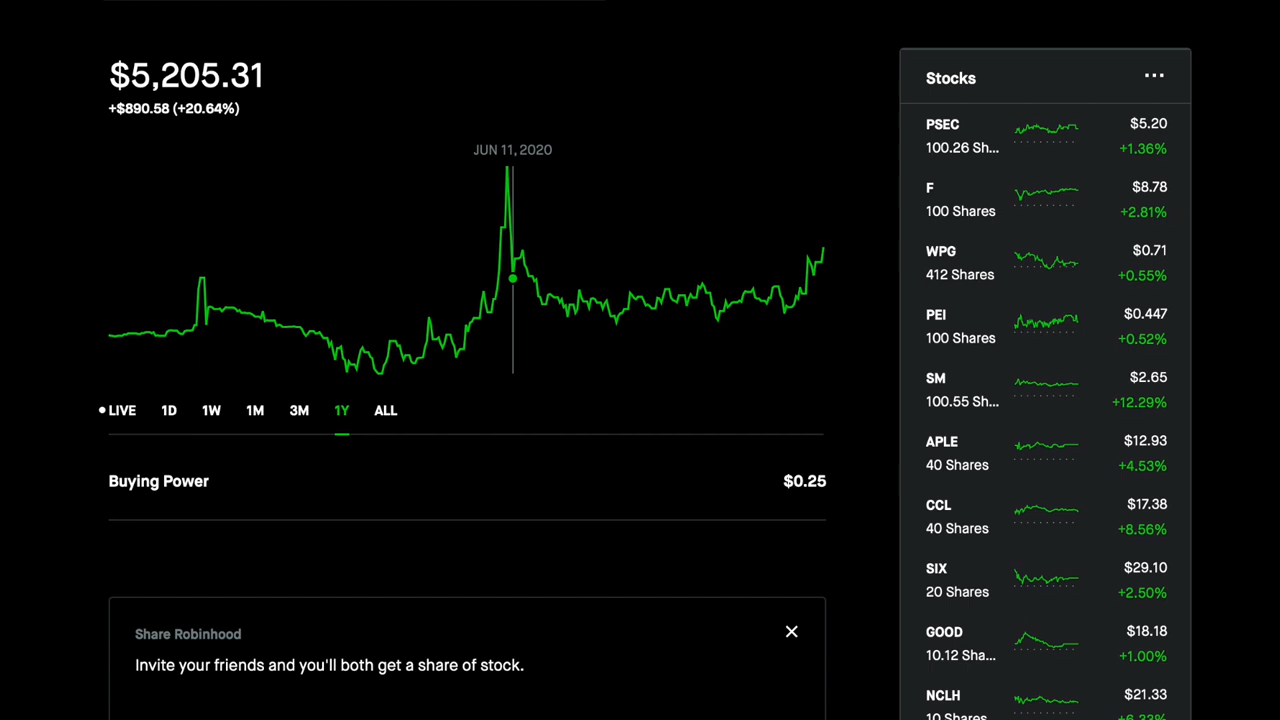 $5,205.31
+$890.58 (+20.64%)
JUN 11, 2020
LIVE 1D 1W 1M 3M 1Y ALL
Buying Power $0.25
Share Robinhood
Invite your friends and you'll both get a share of stock.
Stocks
PSEC $5.20
100.26 Sh... +1.36%
F $8.78
100 Shares +2.81%
WPG $0.71
412 Shares +0.55%
PEI $0.447
100 Shares +0.52%
SM $2.65
100.55 Sh... +12.29%
APLE $12.93
40 Shares +4.53%
CCL $17.38
40 Shares +8.56%
SIX $29.10
20 Shares +2.50%
GOOD $18.18
10.12 Sha... +1.00%
NCLH $21.33
10 Shares